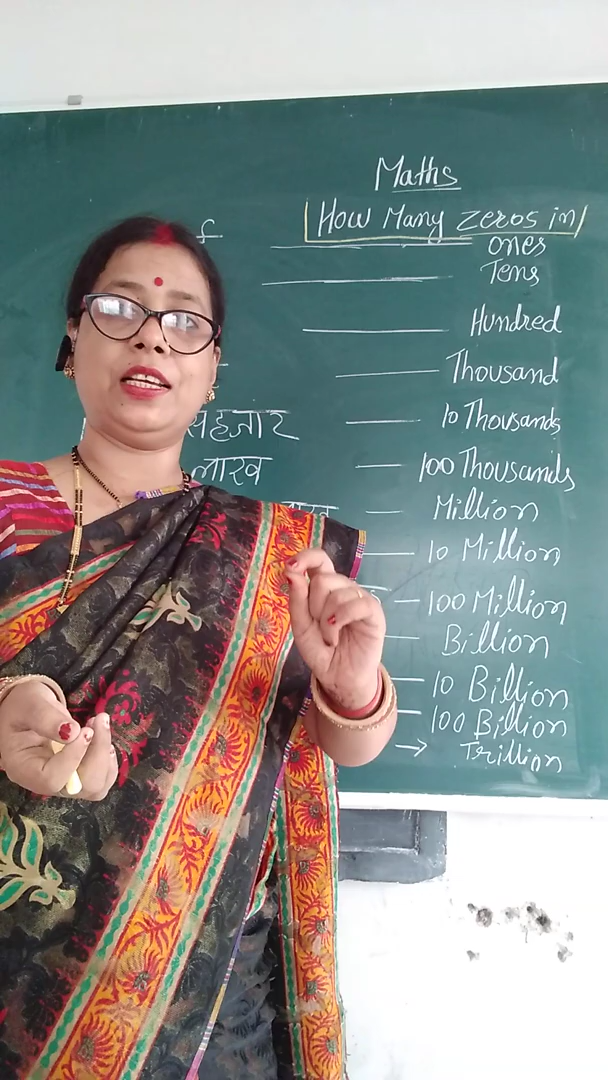 Maths
How Many zeros in
ones
Tens
Hundred
Thousand
10 Thousands
सहजार
100 Thousands
लाख
Million
10 Million
100 Million
Billion
10 Billion
100 Billion
Trillion